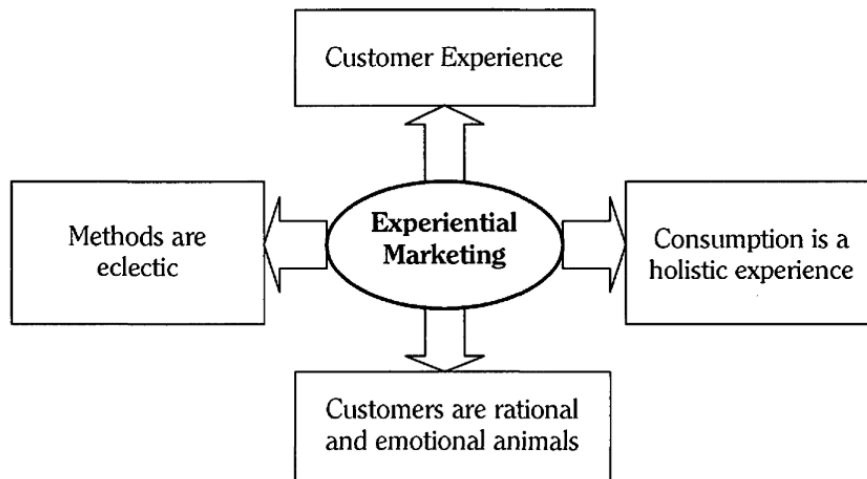 Customer Experience
Methods are
eclectic
Experiential
Marketing
Consumption is a
holistic experience
Customers are rational
and emotional animals